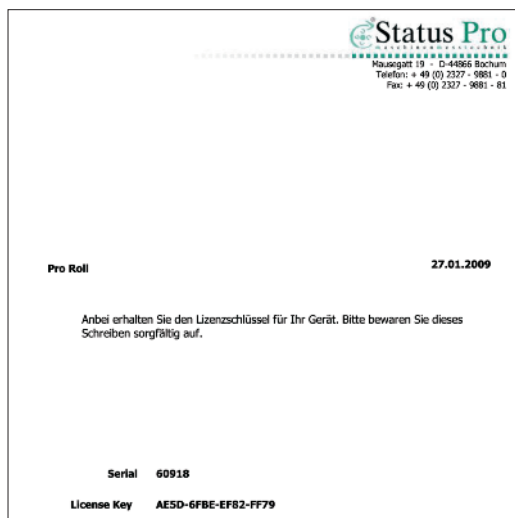 Status Pro
maschinenmesstechnik
Mausegatt 19 - D-44866 Bochum
Telefon: + 49 (0) 2327 - 9881 - 0
Fax: + 49 (0) 2327 - 9881 - 81
Pro Roll 27.01.2009
Anbei erhalten Sie den Lizenzschlüssel für Ihr Gerät. Bitte bewaren Sie dieses
Schreiben sorgfältig auf.
Serial 60918
License Key AE5D-6FBE-EF82-FF79